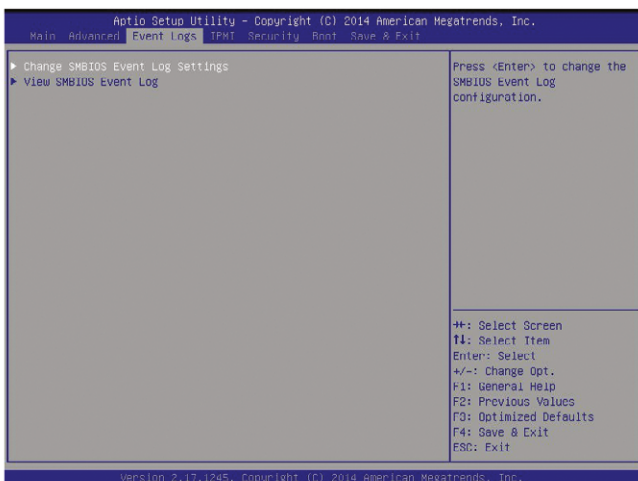 Aptio Setup Utility – Copyright (C) 2014 American Megatrends, Inc.
Main Advanced Event Logs IPMI Security Boot Save & Exit
▶ Change SMBIOS Event Log Settings
▶ View SMBIOS Event Log
Press <Enter> to change the
SMBIOS Event Log
configuration.
→←: Select Screen
↑↓: Select Item
Enter: Select
+/-: Change Opt.
F1: General Help
F2: Previous Values
F3: Optimized Defaults
F4: Save & Exit
ESC: Exit
Version 2.17.1245. Copyright (C) 2014 American Megatrends, Inc.